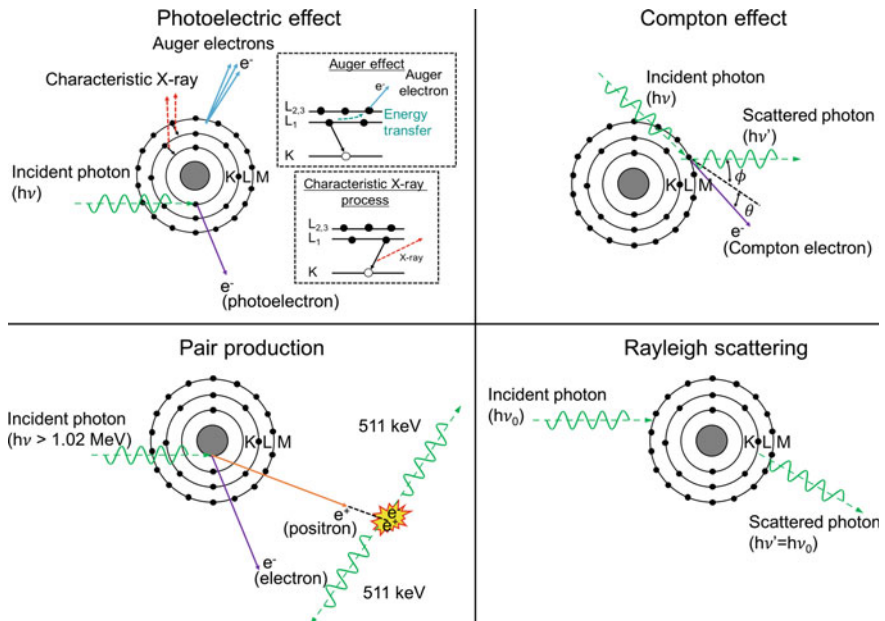 Photoelectric effect
Auger electrons
e-
Characteristic X-ray
Incident photon
(hν)
K L M
e-
(photoelectron)
Auger effect
Auger
electron
e-
L2,3
L1
Energy
transfer
K
Characteristic X-ray
process
L2,3
L1
X-ray
K
Compton effect
Incident photon
(hν)
Scattered photon
(hν')
K L M
ϕ
θ
e-
(Compton electron)
Pair production
Incident photon
(hν > 1.02 MeV)
K L M
511 keV
e+
(positron)
e-
e+
e-
(electron)
511 keV
Rayleigh scattering
Incident photon
(hν0)
K L M
Scattered photon
(hν'=hν0)